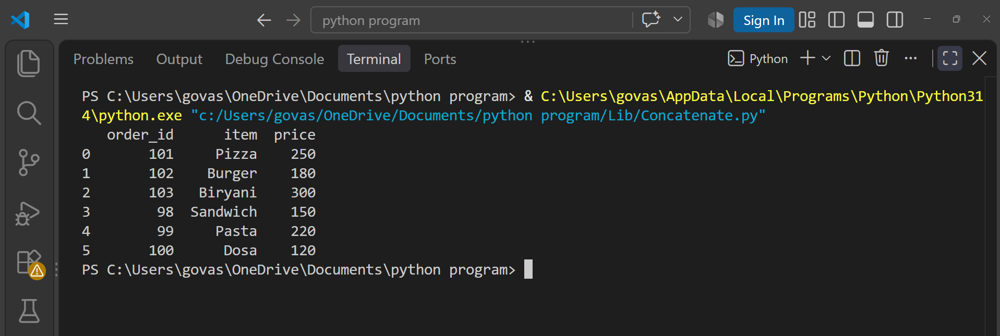 python program
Sign In
Problems Output Debug Console Terminal Ports Python
PS C:\Users\govas\OneDrive\Documents\python program> & C:\Users\govas\AppData\Local\Programs\Python\Python31
4\python.exe "c:/Users/govas/OneDrive/Documents/python program/Lib/Concatenate.py"
   order_id      item  price
0       101     Pizza    250
1       102    Burger    180
2       103   Biryani    300
3        98  Sandwich    150
4        99     Pasta    220
5       100      Dosa    120
PS C:\Users\govas\OneDrive\Documents\python program>